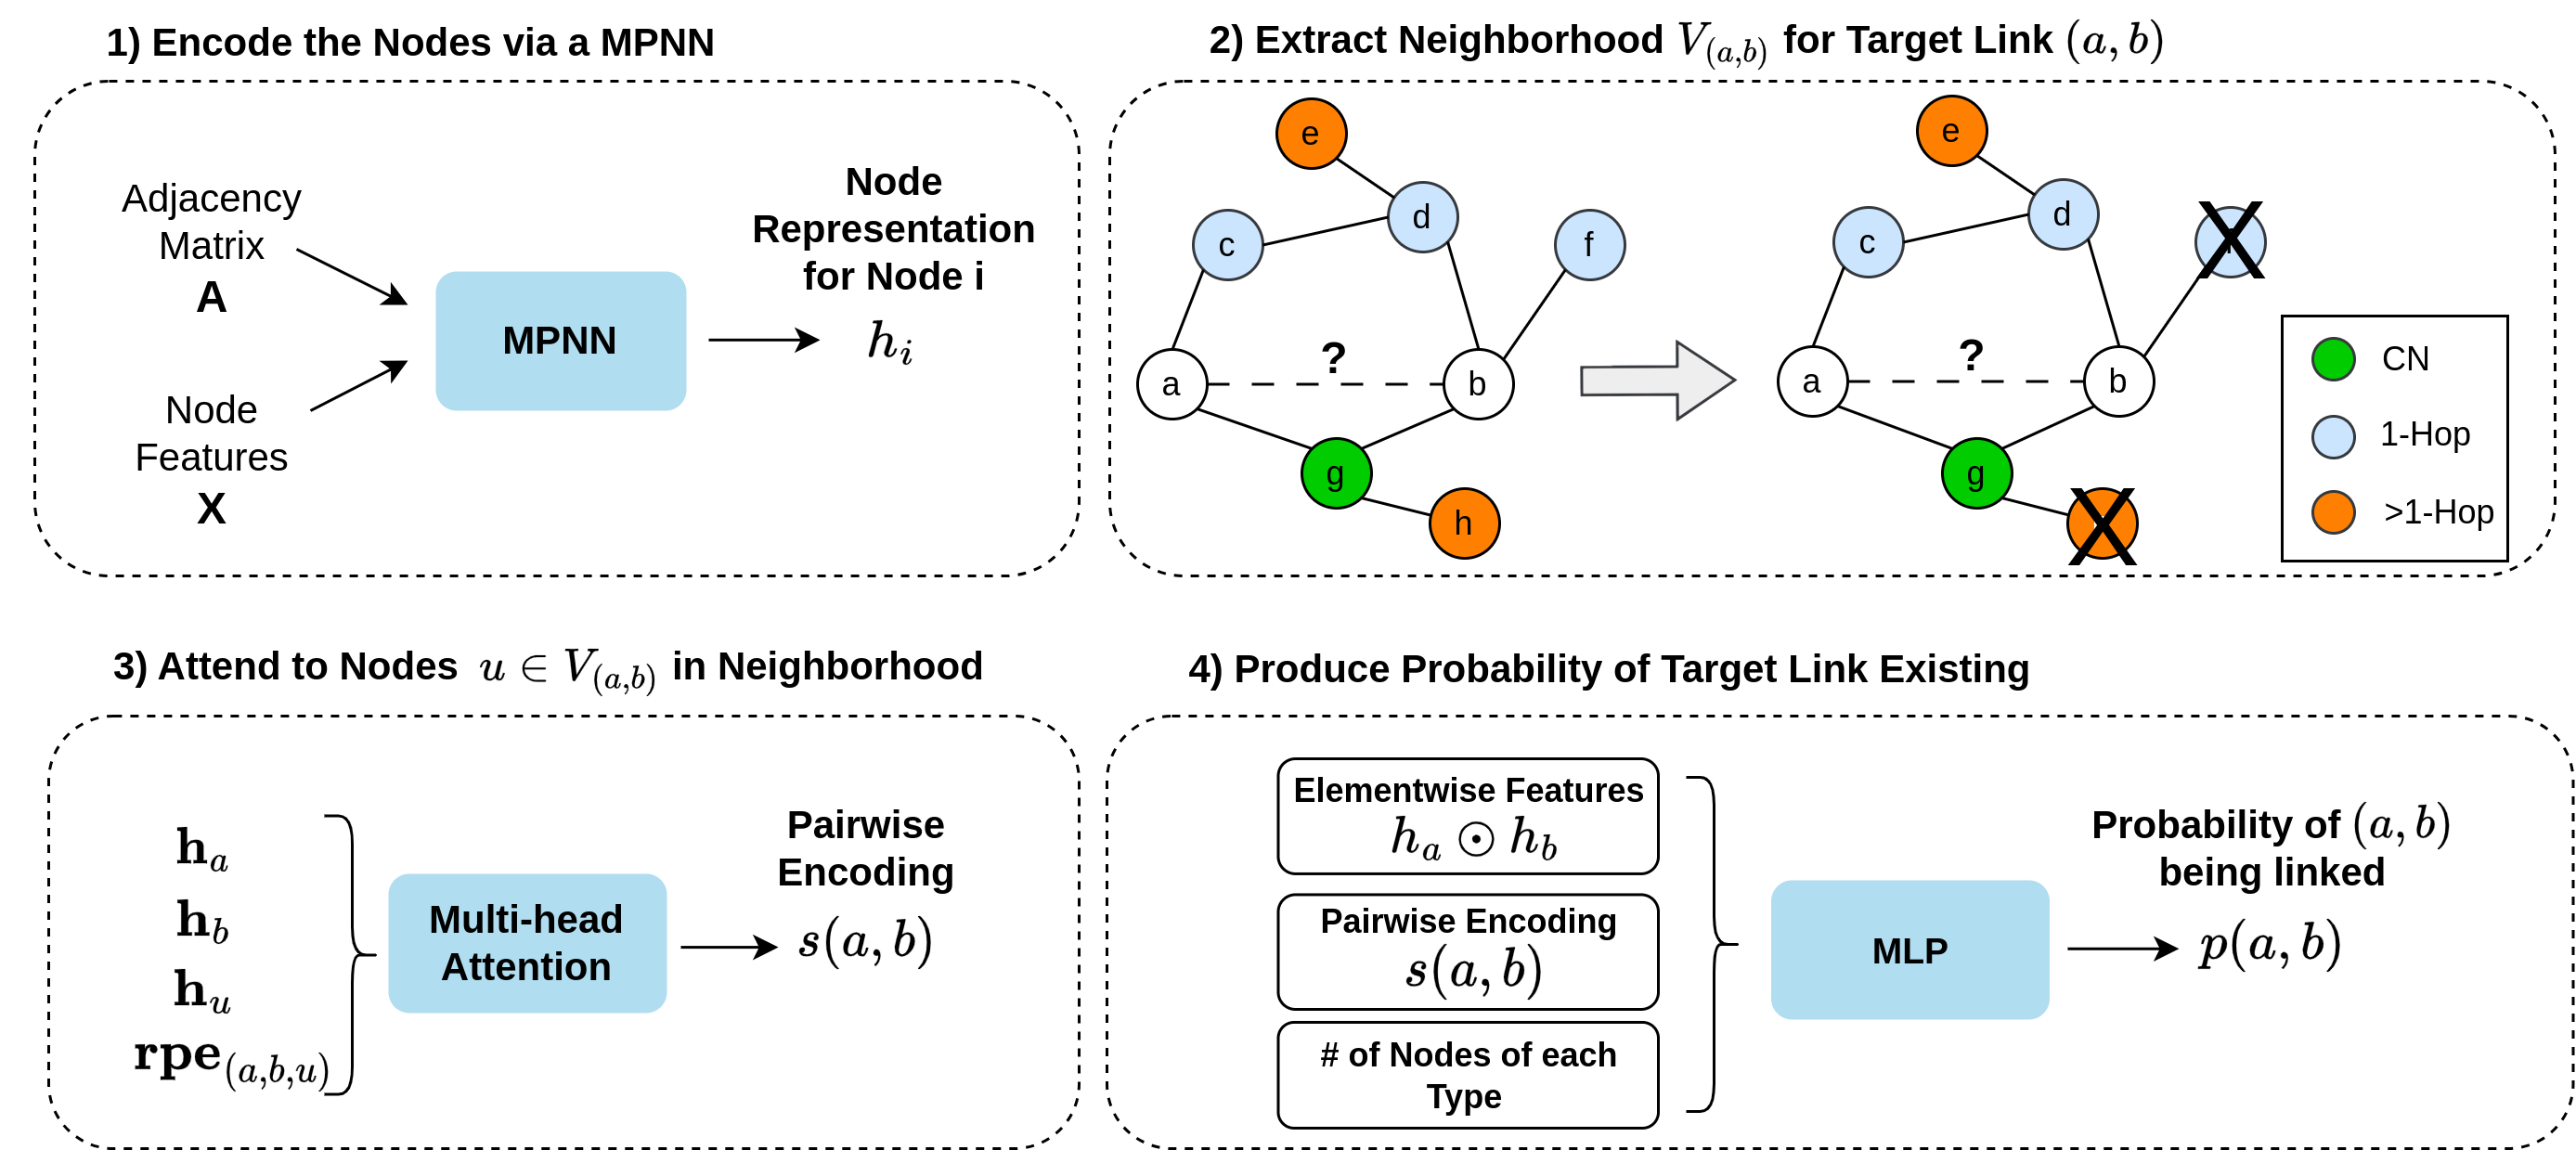 1) Encode the Nodes via a MPNN
Adjacency
Matrix
A
Node
Features
X
MPNN
Node
Representation
for Node i
h_i
2) Extract Neighborhood V_(a,b) for Target Link (a, b)
e
d
c
f
?
a
b
g
h
e
d
c
?
a
b
g
X
X
CN
1-Hop
>1-Hop
3) Attend to Nodes u ∈ V_(a,b) in Neighborhood
h_a
h_b
h_u
rpe_(a,b,u)
Multi-head
Attention
Pairwise
Encoding
s(a, b)
4) Produce Probability of Target Link Existing
Elementwise Features
h_a ⊙ h_b
Pairwise Encoding
s(a, b)
# of Nodes of each
Type
MLP
Probability of (a, b)
being linked
p(a, b)